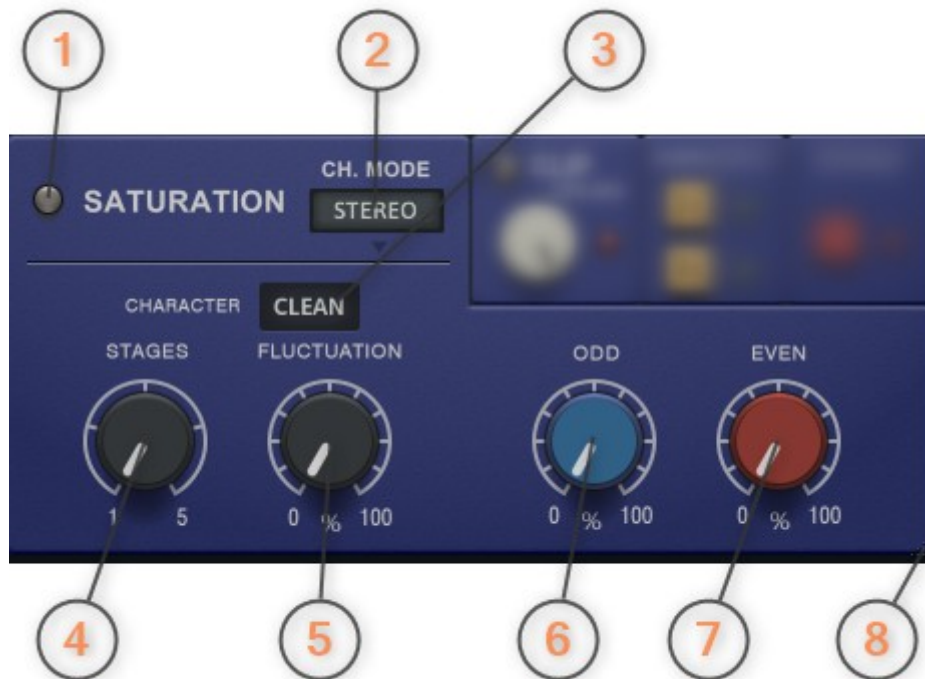 1 2 3
CH. MODE
SATURATION STEREO
CHARACTER CLEAN
STAGES FLUCTUATION ODD EVEN
1 5 0 % 100 0 % 100 0 % 100
4 5 6 7 8